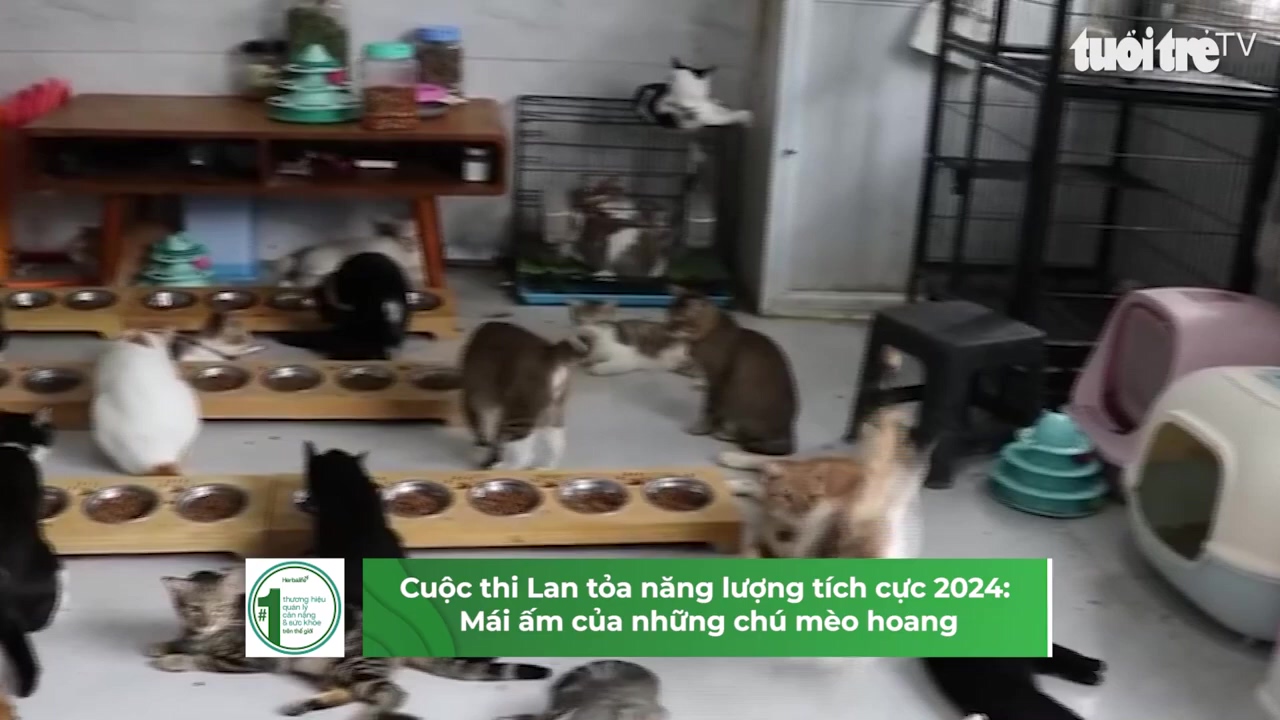 tuổi trẻ TV
Cuộc thi Lan tỏa năng lượng tích cực 2024:
Mái ấm của những chú mèo hoang
Herbalife
#1
thương hiệu
quản lý
cân nặng
& sức khỏe
trên thế giới